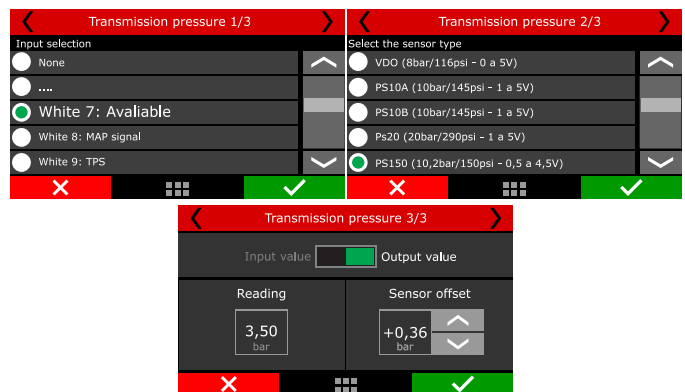 Transmission pressure 1/3
Input selection
None
....
White 7: Avaliable
White 8: MAP signal
White 9: TPS
Transmission pressure 2/3
Select the sensor type
VDO (8bar/116psi - 0 a 5V)
PS10A (10bar/145psi - 1 a 5V)
PS10B (10bar/145psi - 1 a 5V)
Ps20 (20bar/290psi - 1 a 5V)
PS150 (10,2bar/150psi - 0,5 a 4,5V)
Transmission pressure 3/3
Input value Output value
Reading
3,50
bar
Sensor offset
+0,36
bar